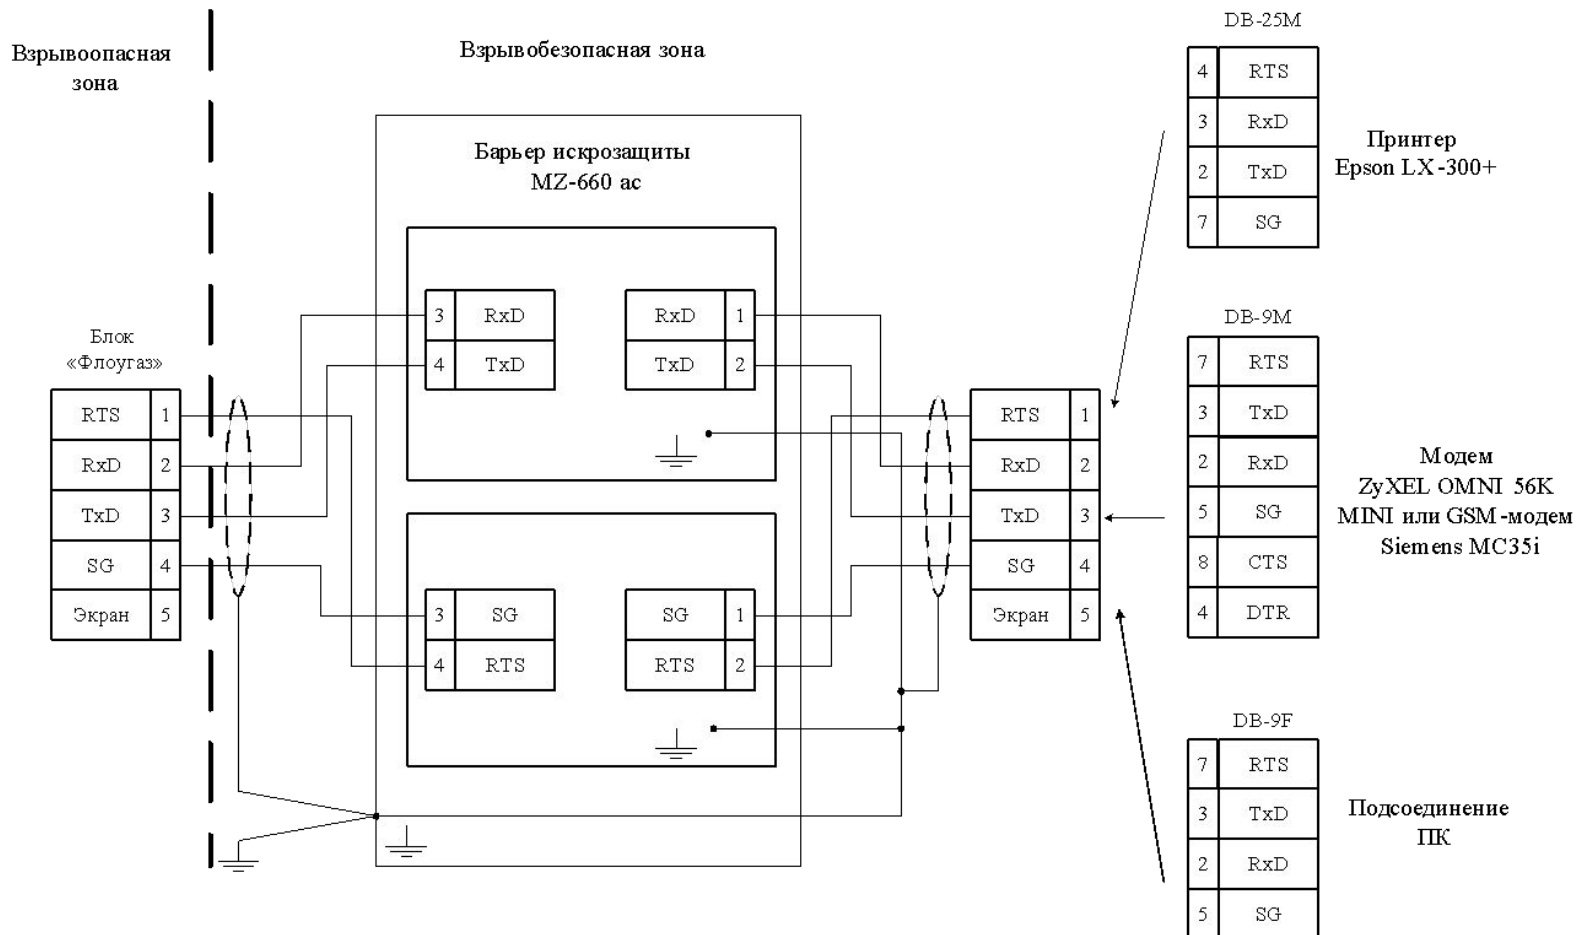 Взрывоопасная
зона
Взрывобезопасная зона
Барьер искрозащиты
MZ-660 ас
3 RxD
4 TxD
RxD 1
TxD 2
Блок
«Флоугаз»
RTS 1
RxD 2
TxD 3
SG 4
Экран 5
3 SG
4 RTS
SG 1
RTS 2
RTS 1
RxD 2
TxD 3
SG 4
Экран 5
DB-25M
4 RTS
3 RxD
2 TxD
7 SG
Принтер
Epson LX-300+
DB-9M
7 RTS
3 TxD
2 RxD
5 SG
8 CTS
4 DTR
Модем
ZyXEL OMNI 56K
MINI или GSM-модем
Siemens MC35i
DB-9F
7 RTS
3 TxD
2 RxD
5 SG
Подсоединение
ПК